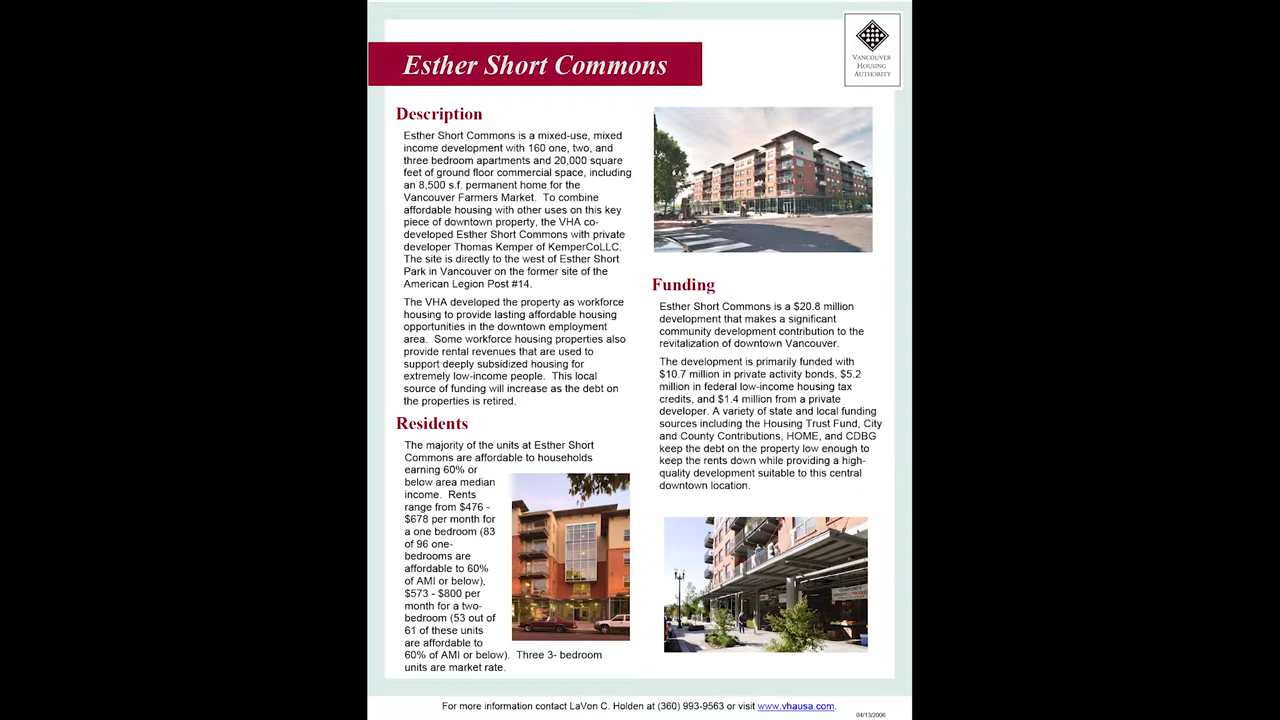 Esther Short Commons
VANCOUVER
HOUSING
AUTHORITY
Description
Esther Short Commons is a mixed-use, mixed
income development with 160 one, two, and
three bedroom apartments and 20,000 square
feet of ground floor commercial space, including
an 8,500 s.f. permanent home for the
Vancouver Farmers Market. To combine
affordable housing with other uses on this key
piece of downtown property, the VHA co-
developed Esther Short Commons with private
developer Thomas Kemper of KemperCoLLC.
The site is directly to the west of Esther Short
Park in Vancouver on the former site of the
American Legion Post #14.
The VHA developed the property as workforce
housing to provide lasting affordable housing
opportunities in the downtown employment
area. Some workforce housing properties also
provide rental revenues that are used to
support deeply subsidized housing for
extremely low-income people. This local
source of funding will increase as the debt on
the properties is retired.
Residents
The majority of the units at Esther Short
Commons are affordable to households
earning 60% or
below area median
income. Rents
range from $476 -
$678 per month for
a one bedroom (83
of 96 one-
bedrooms are
affordable to 60%
of AMI or below),
$573 - $800 per
month for a two-
bedroom (53 out of
61 of these units
are affordable to
60% of AMI or below). Three 3- bedroom
units are market rate.
Funding
Esther Short Commons is a $20.8 million
development that makes a significant
community development contribution to the
revitalization of downtown Vancouver.
The development is primarily funded with
$10.7 million in private activity bonds, $5.2
million in federal low-income housing tax
credits, and $1.4 million from a private
developer. A variety of state and local funding
sources including the Housing Trust Fund, City
and County Contributions, HOME, and CDBG
keep the debt on the property low enough to
keep the rents down while providing a high-
quality development suitable to this central
downtown location.
For more information contact LaVon C. Holden at (360) 993-9563 or visit www.vhausa.com.
04/13/2006